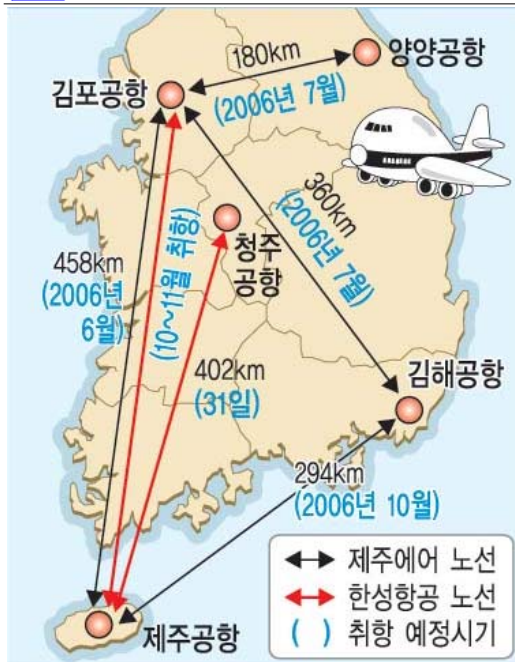 180km
양양공항
(2006년 7월)
김포공항
360km
(2006년 7월)
청주
공항
(10~11월 취항)
458km
(2006년
6월)
402km
(31일)
김해공항
294km
(2006년 10월)
제주에어 노선
한성항공 노선
( ) 취항 예정시기
제주공항